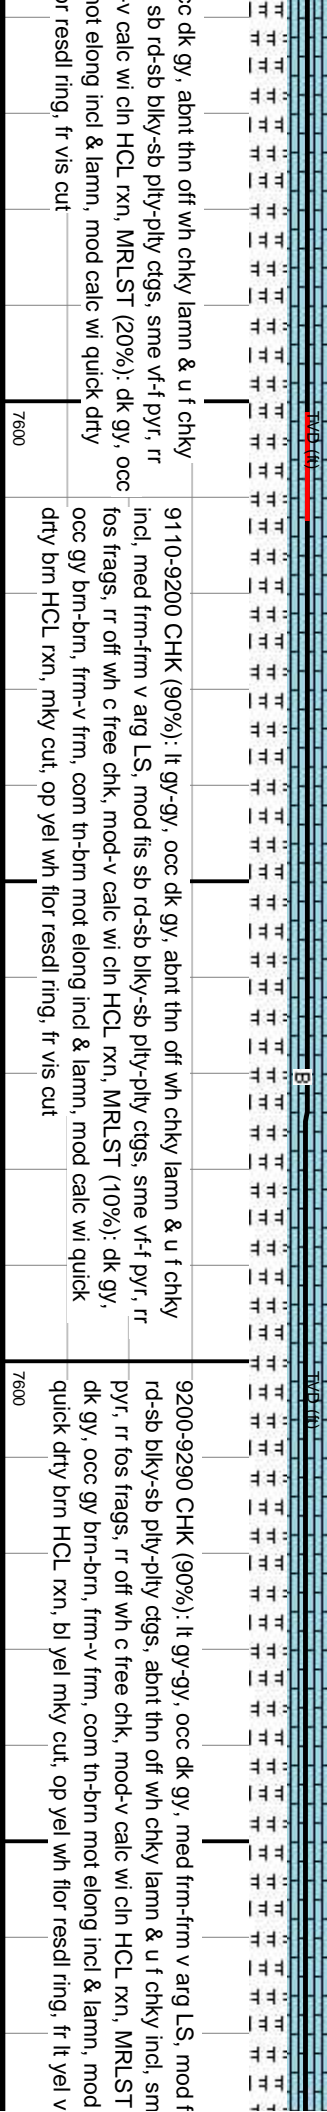 cc dk gy, abnt thn off wh chky lamn & u f chky
sb rd-sb blky-sb plty-plty ctgs, sme vf-f pyr, rr
-v calc wi cln HCL rxn, MRLST (20%): dk gy, occ
not elong incl & lamn, mod calc wi quick drty
or resdl ring, fr vis cut
TVD (ft)
7600
9110-9200 CHK (90%): lt gy-gy, occ dk gy, abnt thn off wh chky lamn & u f chky
incl, med frm-frm v arg LS, mod fis sb rd-sb blky-sb plty-plty ctgs, sme vf-f pyr, rr
fos frags, rr off wh c free chk, mod-v calc wi cln HCL rxn, MRLST (10%): dk gy,
occ gy brn-brn, frm-v frm, com tn-brn mot elong incl & lamn, mod calc wi quick
drty brn HCL rxn, mky cut, op yel wh flor resdl ring, fr vis cut
B
TVD (ft)
7600
9200-9290 CHK (90%): lt gy-gy, occ dk gy, med frm-frm v arg LS, mod f
rd-sb blky-sb plty-plty ctgs, abnt thn off wh chky lamn & u f chky incl, sm
pyr, rr fos frags, rr off wh c free chk, mod-v calc wi cln HCL rxn, MRLST
dk gy, occ gy brn-brn, frm-v frm, com tn-brn mot elong incl & lamn, mod
quick drty brn HCL rxn, bl yel mky cut, op yel wh flor resdl ring, fr lt yel v